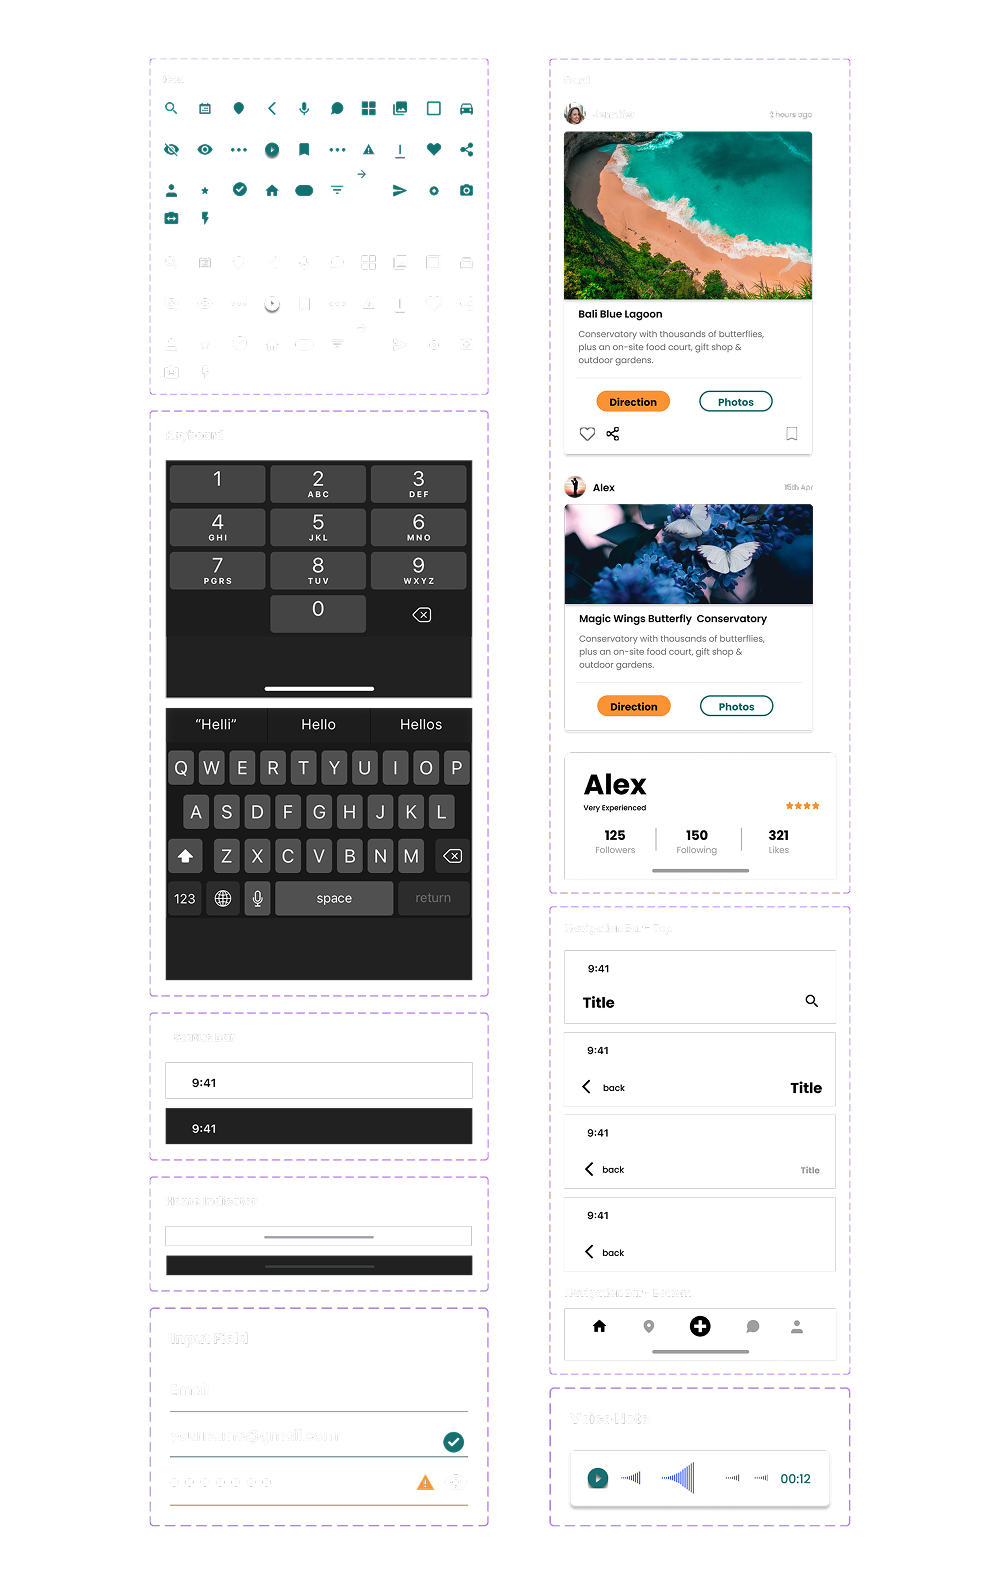 Icons
Keyboard
1
2
ABC
3
DEF
4
GHI
5
JKL
6
MNO
7
PGRS
8
TUV
9
WXYZ
0
“Helli” Hello Hellos
Q W E R T Y U I O P
A S D F G H J K L
Z X C V B N M
123 space return
Status Bar
9:41
9:41
Home Indicator
Input Field
Email
yourname@gmail.com
Jennifer
2 hours ago
Bali Blue Lagoon
Conservatory with thousands of butterflies,
plus an on-site food court, gift shop &
outdoor gardens.
Direction Photos
Alex
15th Apr
Magic Wings Butterfly Conservatory
Conservatory with thousands of butterflies,
plus an on-site food court, gift shop &
outdoor gardens.
Direction Photos
Alex
Very Experienced
125 150 321
Followers Following Likes
Navigation Bar - Top
9:41
Title
9:41
back Title
9:41
back Title
9:41
back
Navigation Bar - Bottom
Voice Note
00:12